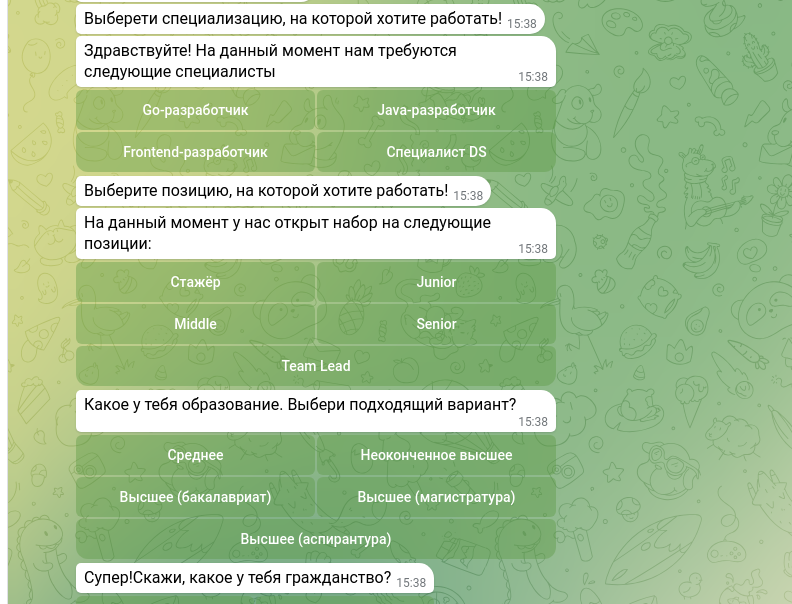 Выберети специализацию, на которой хотите работать! 15:38
Здравствуйте! На данный момент нам требуются
следующие специалисты 15:38
Go-разработчик Java-разработчик
Frontend-разработчик Специалист DS
Выберите позицию, на которой хотите работать! 15:38
На данный момент у нас открыт набор на следующие
позиции: 15:38
Стажёр Junior
Middle Senior
Team Lead
Какое у тебя образование. Выбери подходящий вариант?
15:38
Среднее Неоконченное высшее
Высшее (бакалавриат) Высшее (магистратура)
Высшее (аспирантура)
Супер!Скажи, какое у тебя гражданство? 15:38